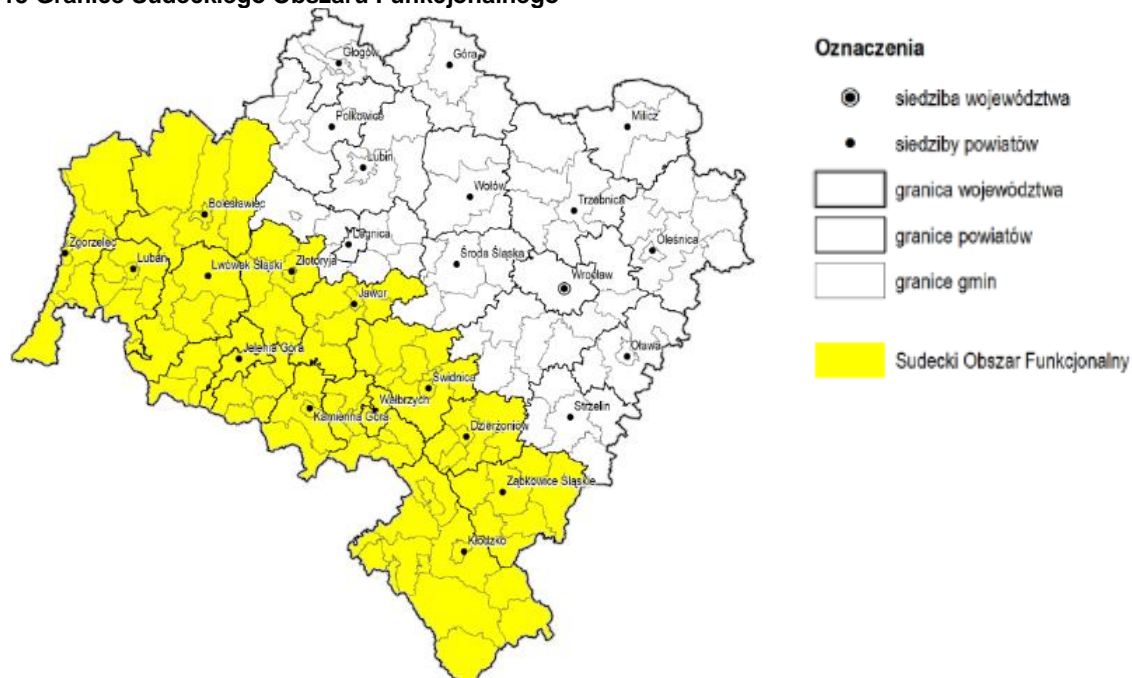 Granice Sudeckiego Obszaru Funkcjonalnego
Głogów
Góra
Polkowice
Milicz
Lubin
Wołów
Trzebnica
Bolesławiec
Legnica
Oleśnica
Zgorzelec
Lubań
Lwówek Śląski
Złotoryja
Środa Śląska
Wrocław
Jawor
Jelenia Góra
Oława
Świdnica
Kamienna Góra
Wałbrzych
Strzelin
Dzierżoniów
Ząbkowice Śląskie
Kłodzko
Oznaczenia
siedziba województwa
siedziby powiatów
granica województwa
granice powiatów
granice gmin
Sudecki Obszar Funkcjonalny